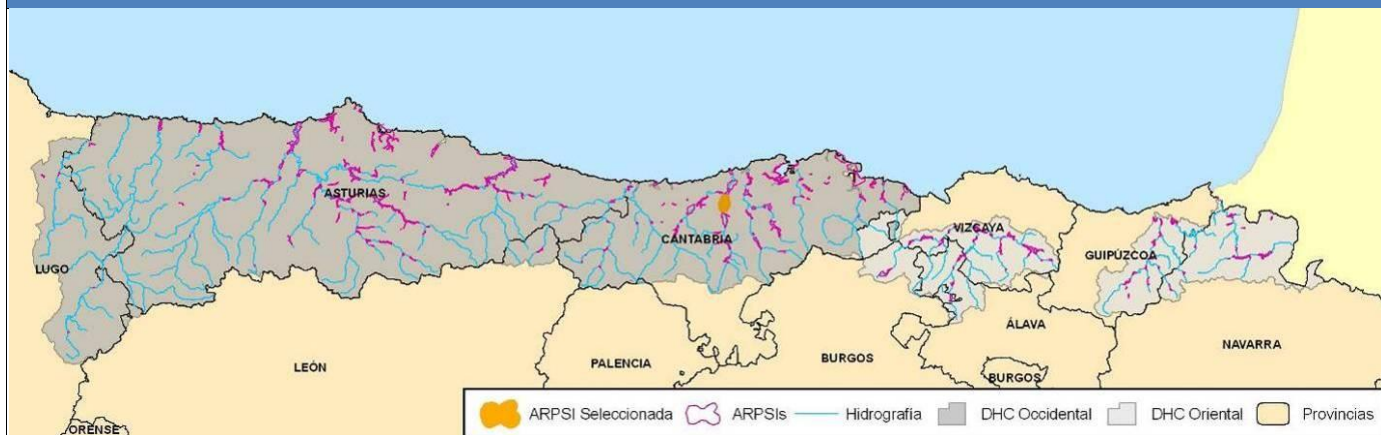 ASTURIAS
CANTABRIA
VIZCAYA
GUIPÚZCOA
LUGO
ÁLAVA
NAVARRA
LEÓN
PALENCIA
BURGOS
BURGOS
ORENSE
ARPSI Seleccionada ARPSIs Hidrografía DHC Occidental DHC Oriental Provincias